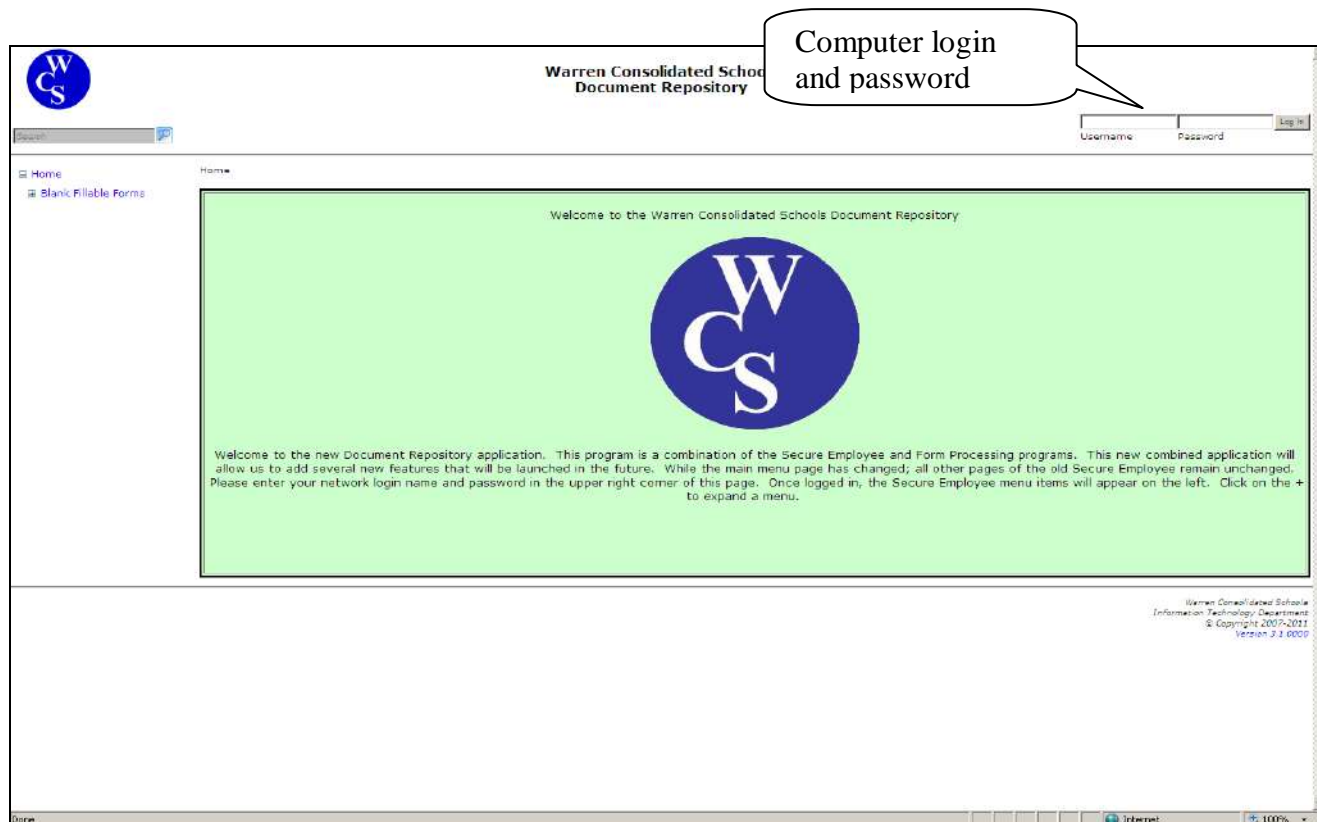 Computer login
and password
W
C
S
Warren Consolidated Schoo
Document Repository
Search
Log in
Username Password
Home
Blank Fillable Forms
Home
Welcome to the Warren Consolidated Schools Document Repository
W
C
S
Welcome to the new Document Repository application. This program is a combination of the Secure Employee and Form Processing programs. This new combined application will
allow us to add several new features that will be launched in the future. While the main menu page has changed; all other pages of the old Secure Employee remain unchanged.
Please enter your network login name and password in the upper right corner of this page. Once logged in, the Secure Employee menu items will appear on the left. Click on the +
to expand a menu.
Warren Consolidated Schools
Information Technology Department
© Copyright 2007-2011
Version 3.1.0000
Done
Internet
100%